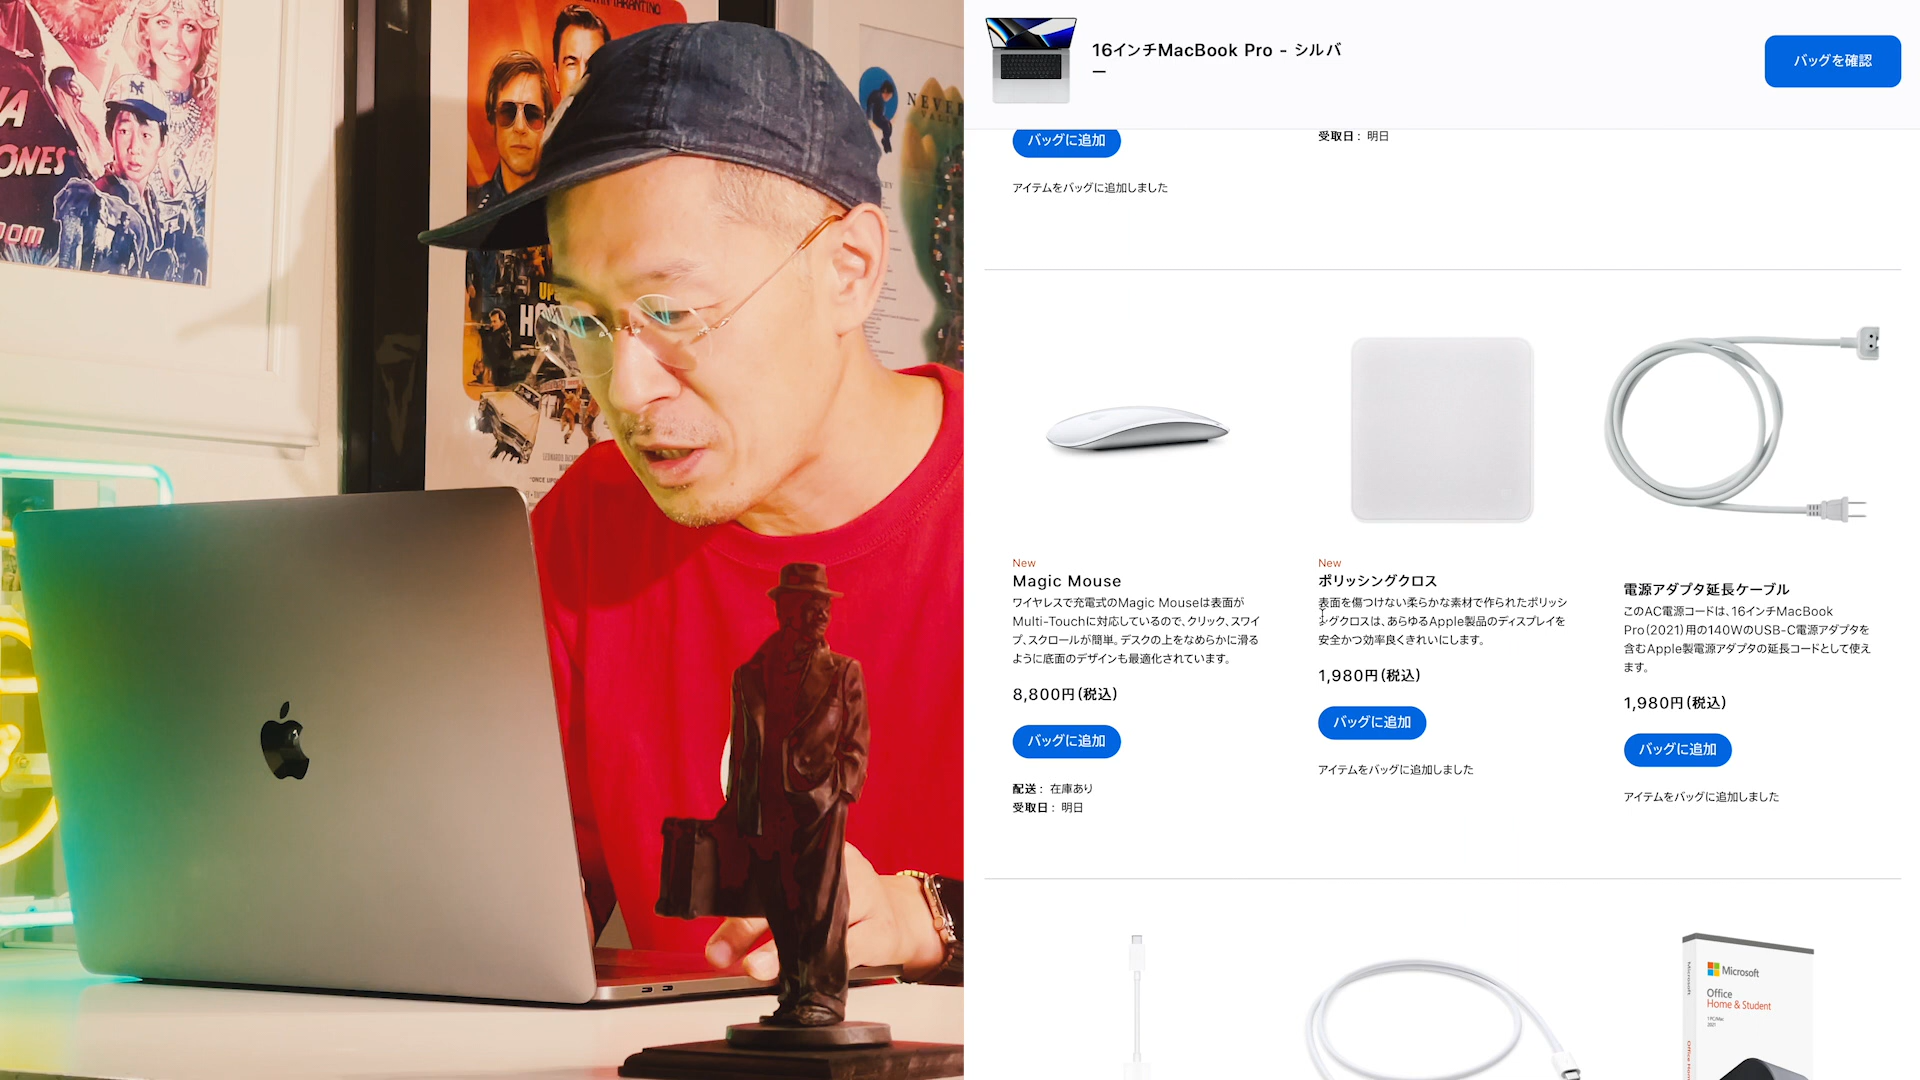 TARANTINO
NEVER
A
ONES
OOM
NY
16インチMacBook Pro - シルバ
ー
バッグを確認
バッグに追加
受取日： 明日
アイテムをバッグに追加しました
New
Magic Mouse
ワイヤレスで充電式のMagic Mouseは表面が
Multi-Touchに対応しているので、クリック、スワイ
プ、スクロールが簡単。デスクの上をなめらかに滑る
ように底面のデザインも最適化されています。
8,800円（税込）
バッグに追加
配送： 在庫あり
受取日： 明日
New
ポリッシングクロス
表面を傷つけない柔らかな素材で作られたポリッシ
ングクロスは、あらゆるApple製品のディスプレイを
安全かつ効率良くきれいにします。
1,980円（税込）
バッグに追加
アイテムをバッグに追加しました
電源アダプタ延長ケーブル
このAC電源コードは、16インチMacBook
Pro（2021）用の140WのUSB-C電源アダプタを
含むApple製電源アダプタの延長コードとして使え
ます。
1,980円（税込）
バッグに追加
アイテムをバッグに追加しました
Microsoft
Office
Home & Student
1 PC/Mac
2021
Microsoft